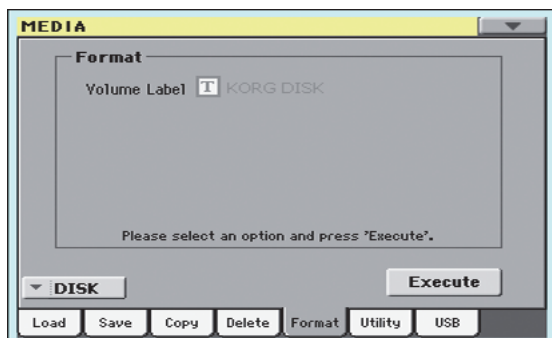 MEDIA
Format
Volume Label T KORG DISK
Please select an option and press 'Execute'.
DISK Execute
Load Save Copy Delete Format Utility USB